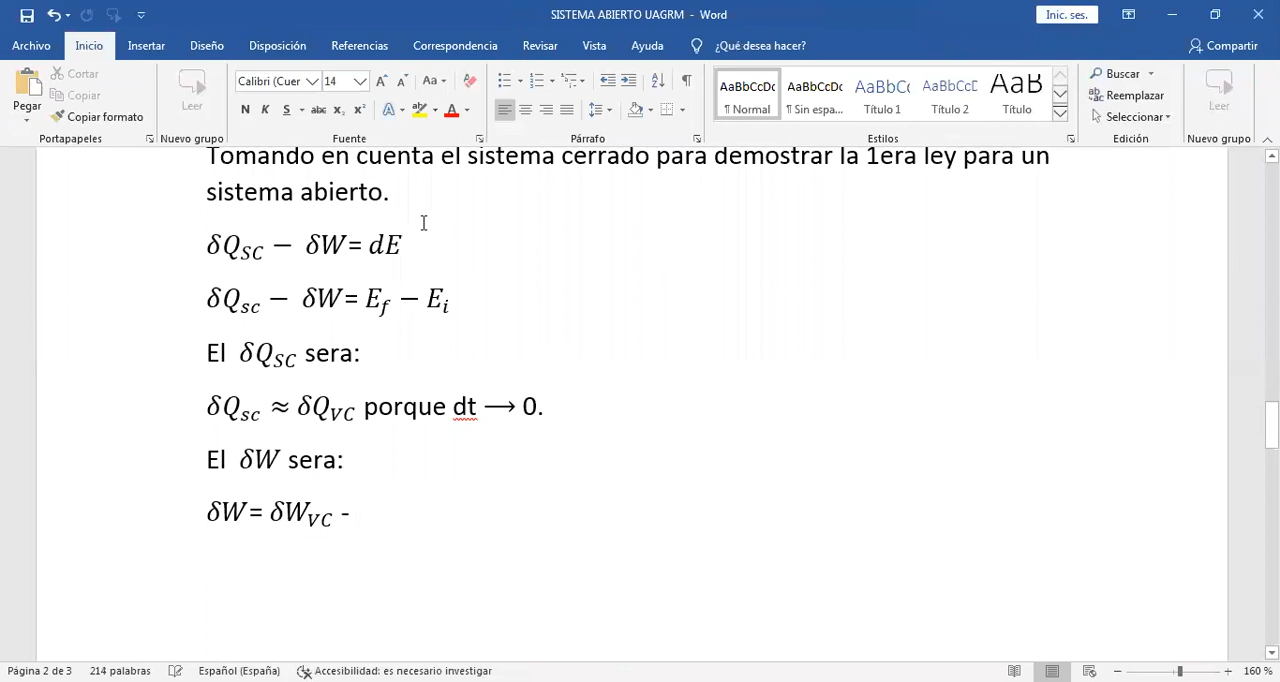 SISTEMA ABIERTO UAGRM - Word
Inic. ses.
Archivo Inicio Insertar Diseño Disposición Referencias Correspondencia Revisar Vista Ayuda ¿Qué desea hacer? Compartir
Pegar
Cortar
Copiar
Copiar formato
Portapapeles
Leer
Nuevo grupo
Calibri (Cuer 14
N K S abc x₂ x²
Aa
A
Fuente
Párrafo
AaBbCcDc AaBbCcDc AaBbCc AaBbCcD AaB
¶ Normal ¶ Sin espa... Título 1 Título 2 Título
Estilos
Buscar
Reemplazar
Seleccionar
Edición
Leer
Nuevo grupo
Tomando en cuenta el sistema cerrado para demostrar la 1era ley para un
sistema abierto.
δQ_SC − δW= dE
δQ_sc − δW= E_f − E_i
El δQ_SC sera:
δQ_sc ≈ δQ_VC porque dt ⟶ 0.
El δW sera:
δW= δW_VC -
Página 2 de 3 214 palabras Español (España) Accesibilidad: es necesario investigar 160 %